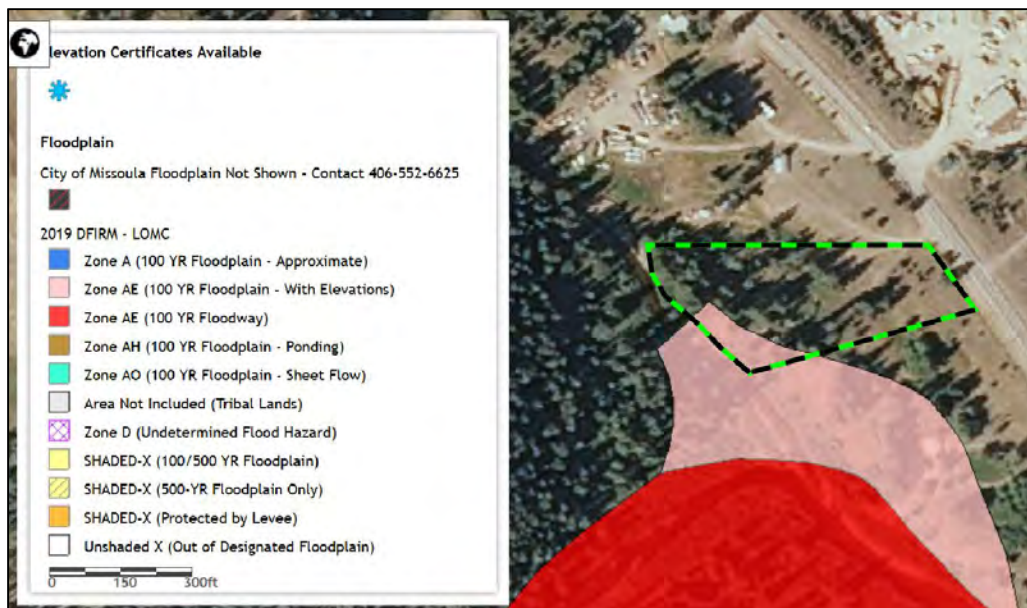 levation Certificates Available
Floodplain
City of Missoula Floodplain Not Shown - Contact 406-552-6625
2019 DFIRM - LOMC
Zone A (100 YR Floodplain - Approximate)
Zone AE (100 YR Floodplain - With Elevations)
Zone AE (100 YR Floodway)
Zone AH (100 YR Floodplain - Ponding)
Zone AO (100 YR Floodplain - Sheet Flow)
Area Not Included (Tribal Lands)
Zone D (Undetermined Flood Hazard)
SHADED-X (100/500 YR Floodplain)
SHADED-X (500-YR Floodplain Only)
SHADED-X (Protected by Levee)
Unshaded X (Out of Designated Floodplain)
0 150 300ft